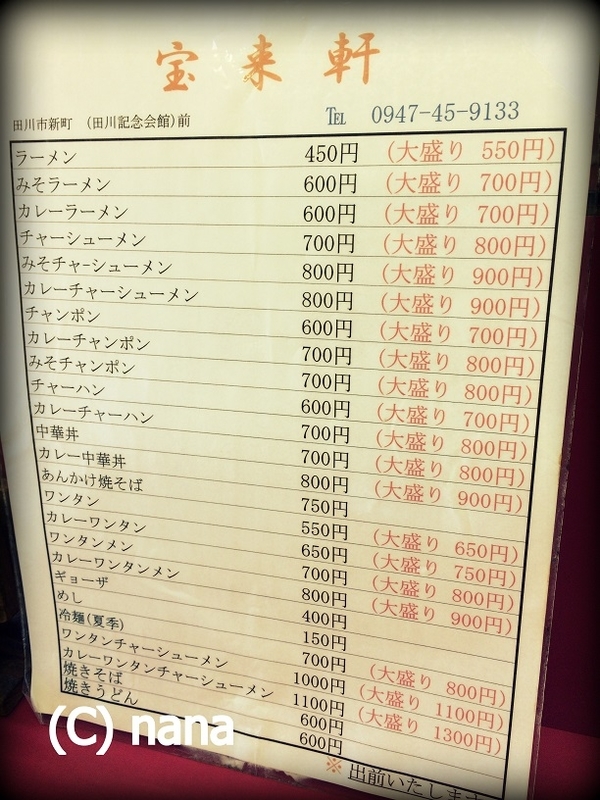 宝来軒
田川市新町 (田川記念会館)前 ℡ 0947-45-9133
ラーメン 450円 (大盛り 550円)
みそラーメン 600円 (大盛り 700円)
カレーラーメン 600円 (大盛り 700円)
チャーシューメン 700円 (大盛り 800円)
みそチャーシューメン 800円 (大盛り 900円)
カレーチャーシューメン 800円 (大盛り 900円)
チャンポン 600円 (大盛り 700円)
カレーチャンポン 700円 (大盛り 800円)
みそチャンポン 700円 (大盛り 800円)
チャーハン 600円 (大盛り 700円)
カレーチャーハン 700円 (大盛り 800円)
中華丼 700円 (大盛り 800円)
カレー中華丼 800円 (大盛り 900円)
あんかけ焼そば 750円
ワンタン 550円 (大盛り 650円)
カレーワンタン 650円 (大盛り 750円)
ワンタンメン 700円 (大盛り 800円)
カレーワンタンメン 800円 (大盛り 900円)
ギョーザ 400円
めし 150円
冷麺(夏季) 700円 (大盛り 800円)
ワンタンチャーシューメン 1000円 (大盛り 1100円)
カレーワンタンチャーシューメン 1100円 (大盛り 1300円)
焼きそば 600円
焼きうどん 600円
※ 出前いたします
(C) nana